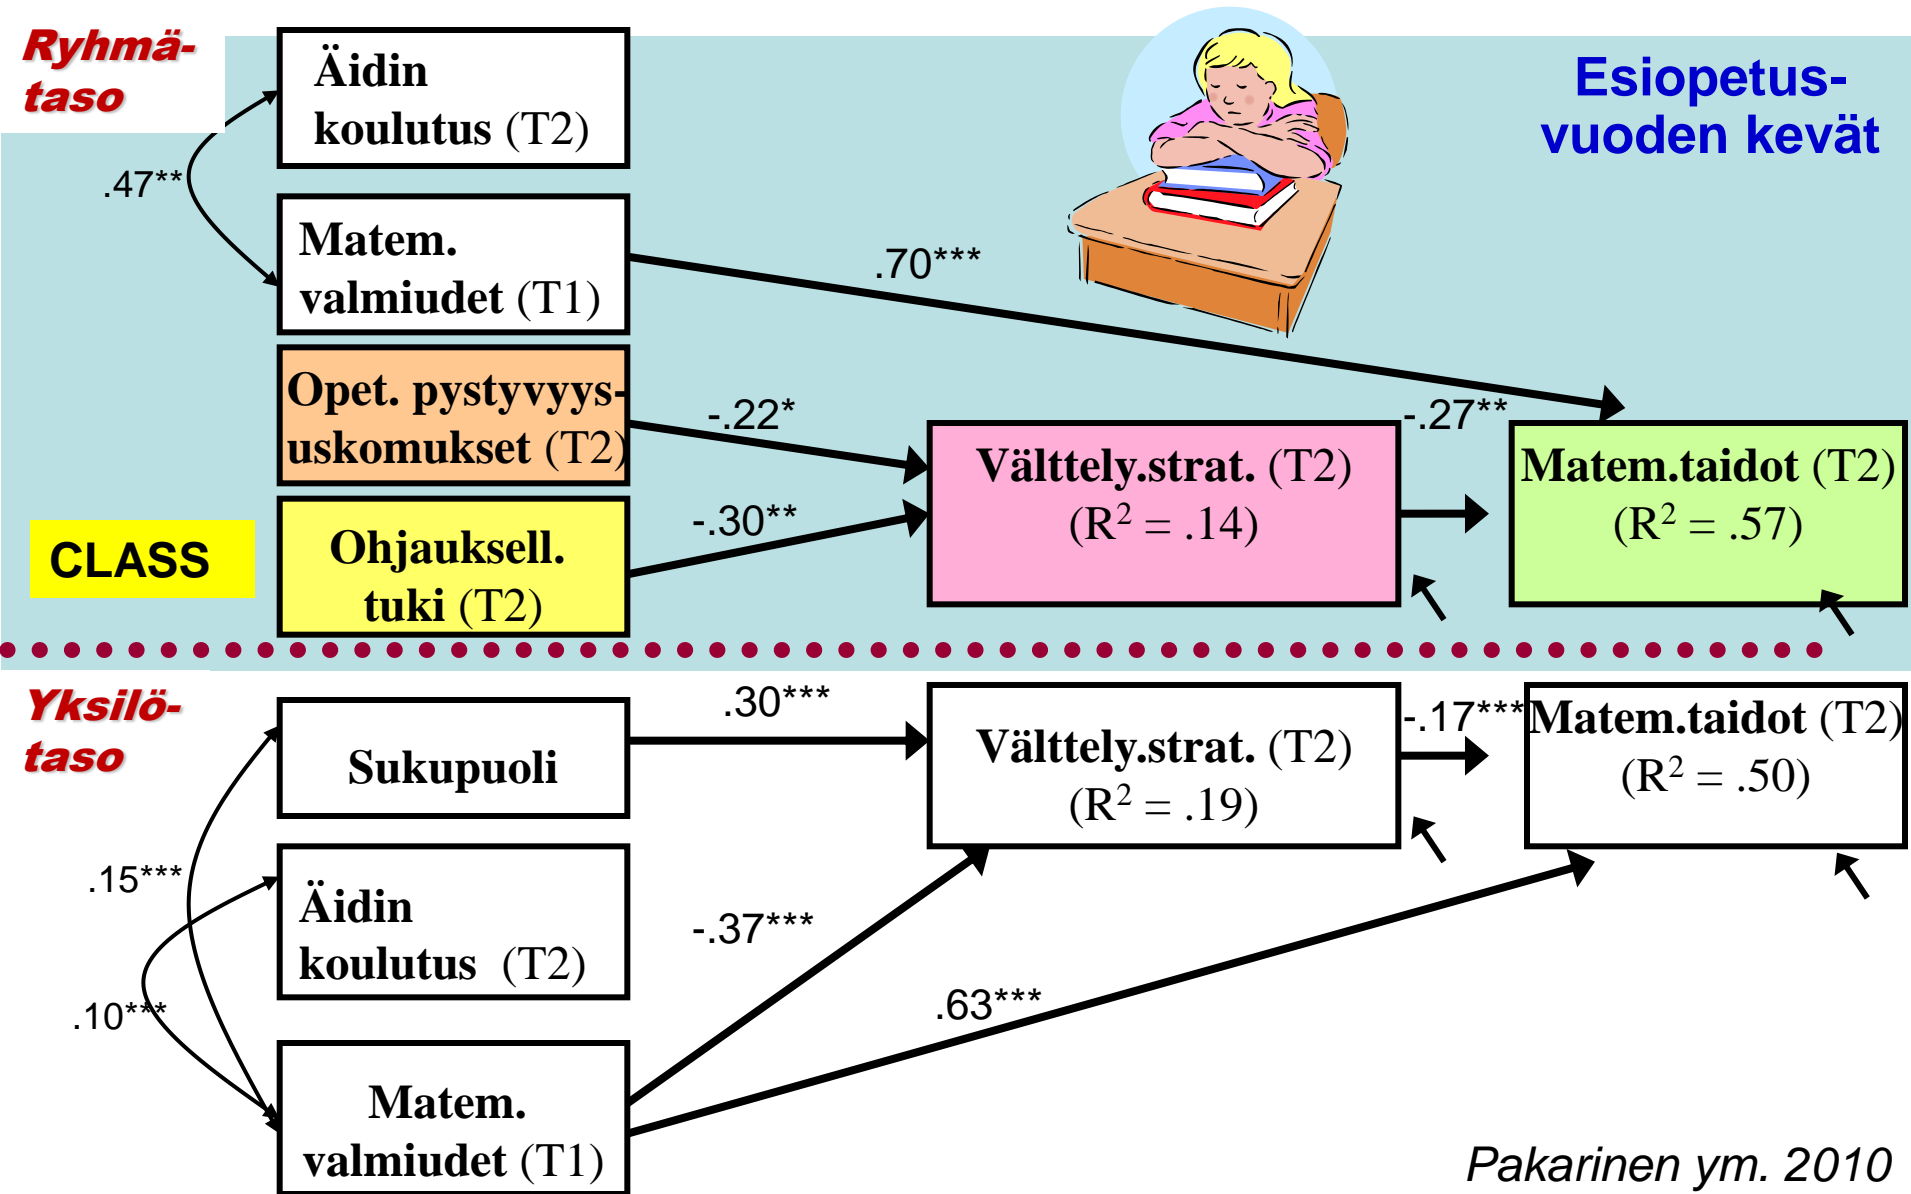 Ryhmä-
taso
Äidin
koulutus (T2)
Esiopetus-
vuoden kevät
.47**
Matem.
valmiudet (T1)
.70***
Opet. pystyvyys-
uskomukset (T2)
-.22*
-.27**
Välttely.strat. (T2)
(R² = .14)
Matem.taidot (T2)
(R² = .57)
CLASS
Ohjauksell.
tuki (T2)
-.30**
Yksilö-
taso
Sukupuoli
.30***
Välttely.strat. (T2)
(R² = .19)
-.17***
Matem.taidot (T2)
(R² = .50)
.15***
Äidin
koulutus (T2)
-.37***
.10***
.63***
Matem.
valmiudet (T1)
Pakarinen ym. 2010